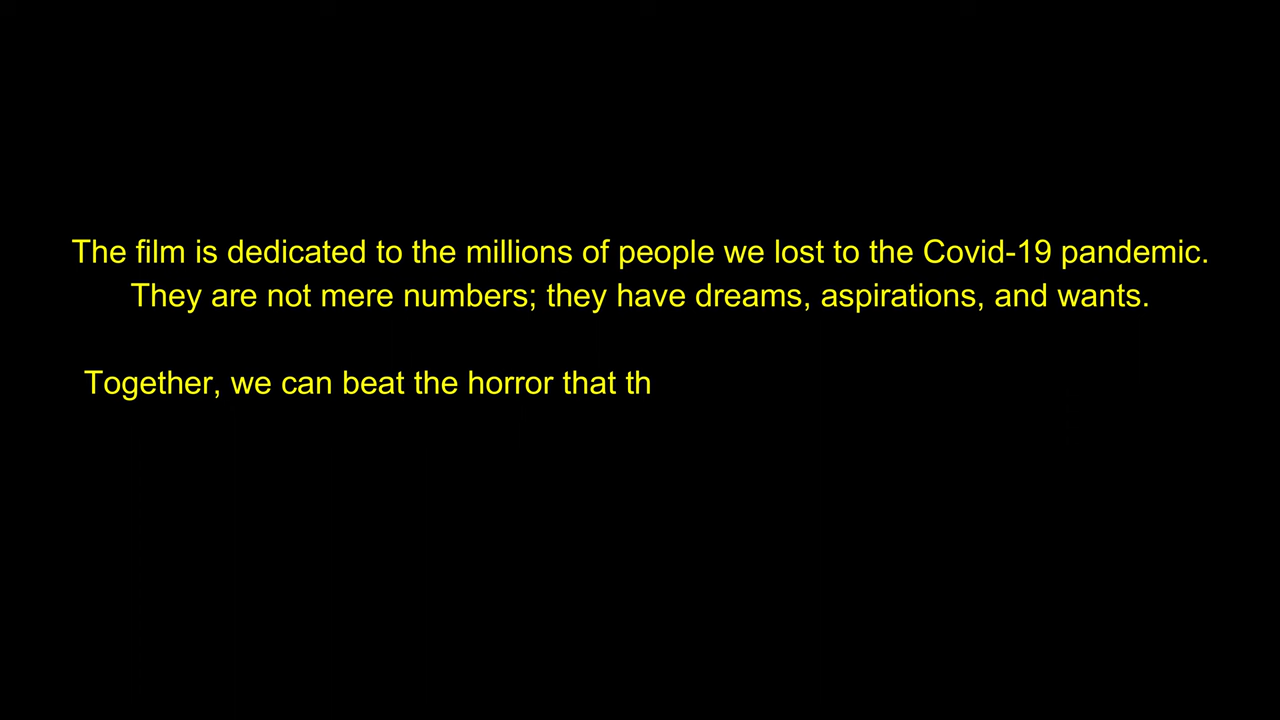 The film is dedicated to the millions of people we lost to the Covid-19 pandemic.
They are not mere numbers; they have dreams, aspirations, and wants.
Together, we can beat the horror that th